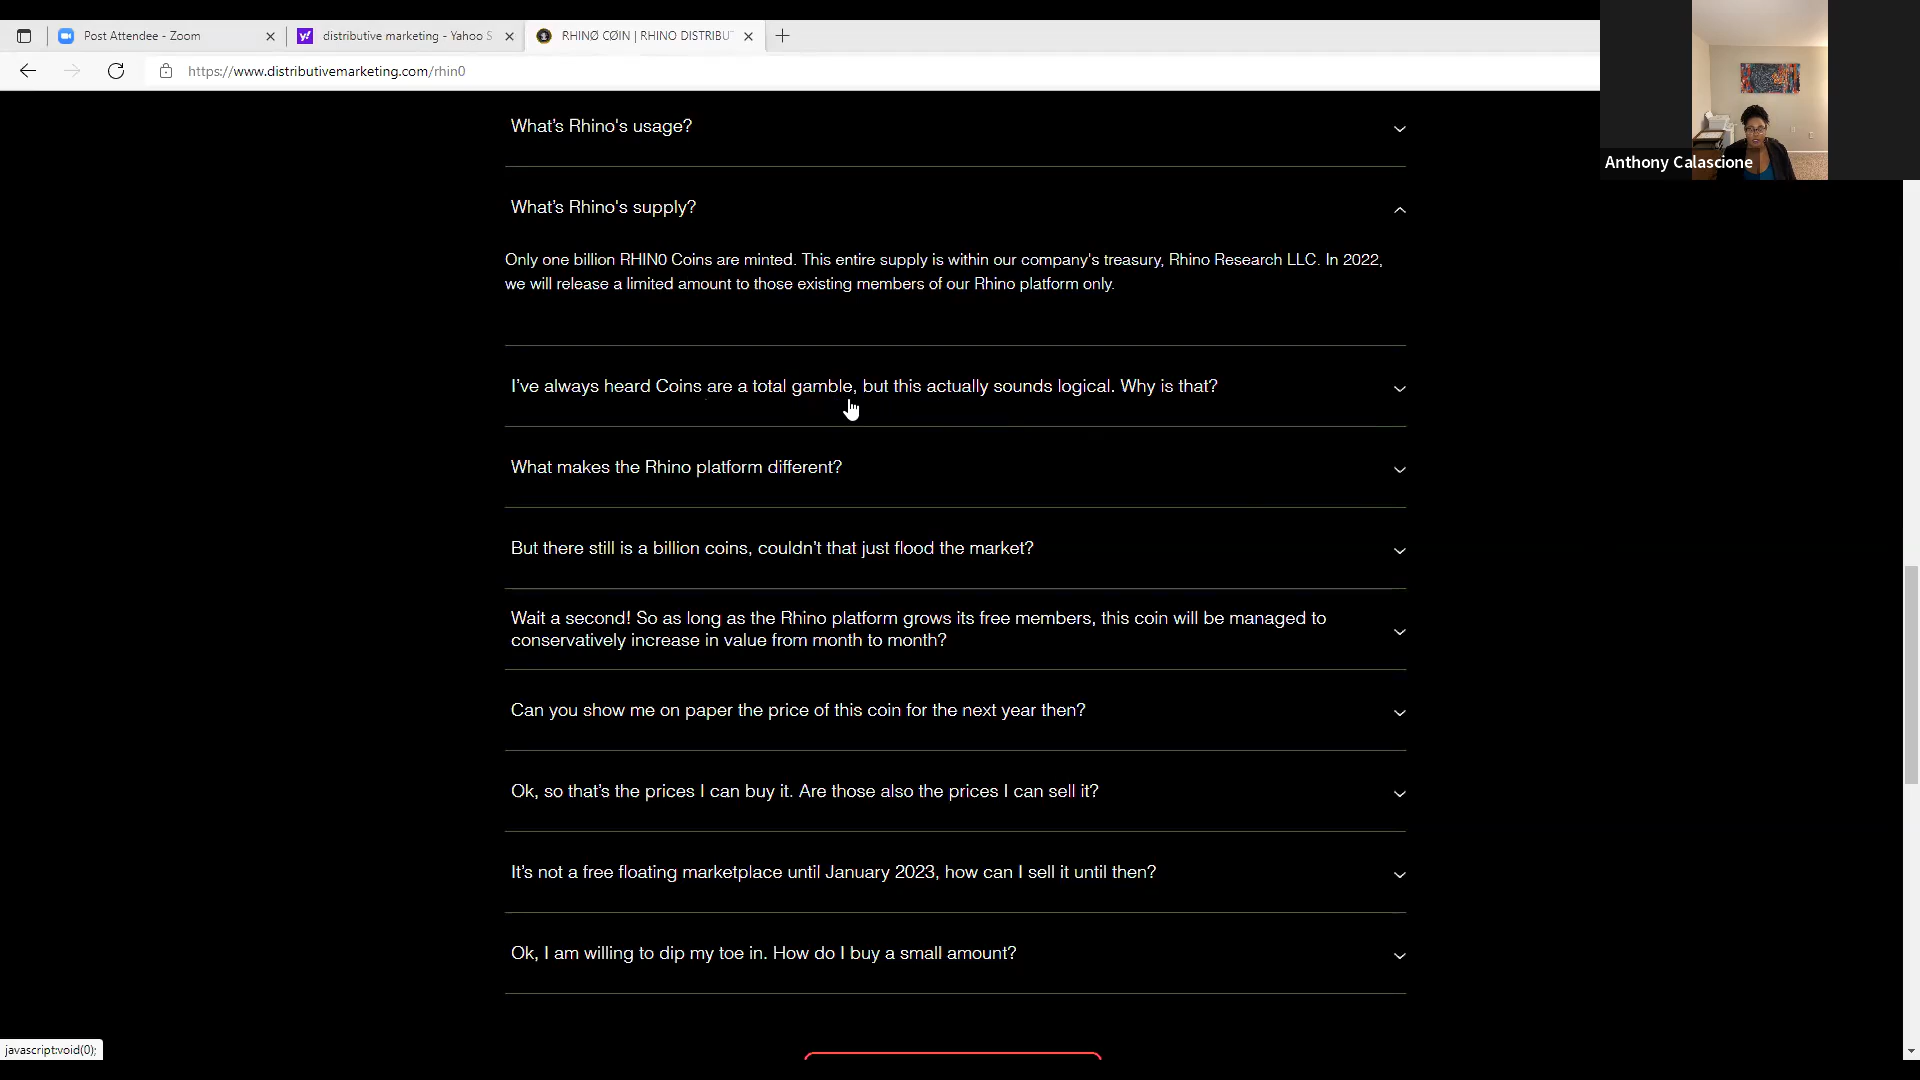 Post Attendee - Zoom
distributive marketing - Yahoo S
RHINØ CØIN | RHINO DISTRIBUT
https://www.distributivemarketing.com/rhin0
Anthony Calascione
What's Rhino's usage?
What's Rhino's supply?
Only one billion RHIN0 Coins are minted. This entire supply is within our company's treasury, Rhino Research LLC. In 2022,
we will release a limited amount to those existing members of our Rhino platform only.
I've always heard Coins are a total gamble, but this actually sounds logical. Why is that?
What makes the Rhino platform different?
But there still is a billion coins, couldn't that just flood the market?
Wait a second! So as long as the Rhino platform grows its free members, this coin will be managed to
conservatively increase in value from month to month?
Can you show me on paper the price of this coin for the next year then?
Ok, so that's the prices I can buy it. Are those also the prices I can sell it?
It's not a free floating marketplace until January 2023, how can I sell it until then?
Ok, I am willing to dip my toe in. How do I buy a small amount?
javascript:void(0);